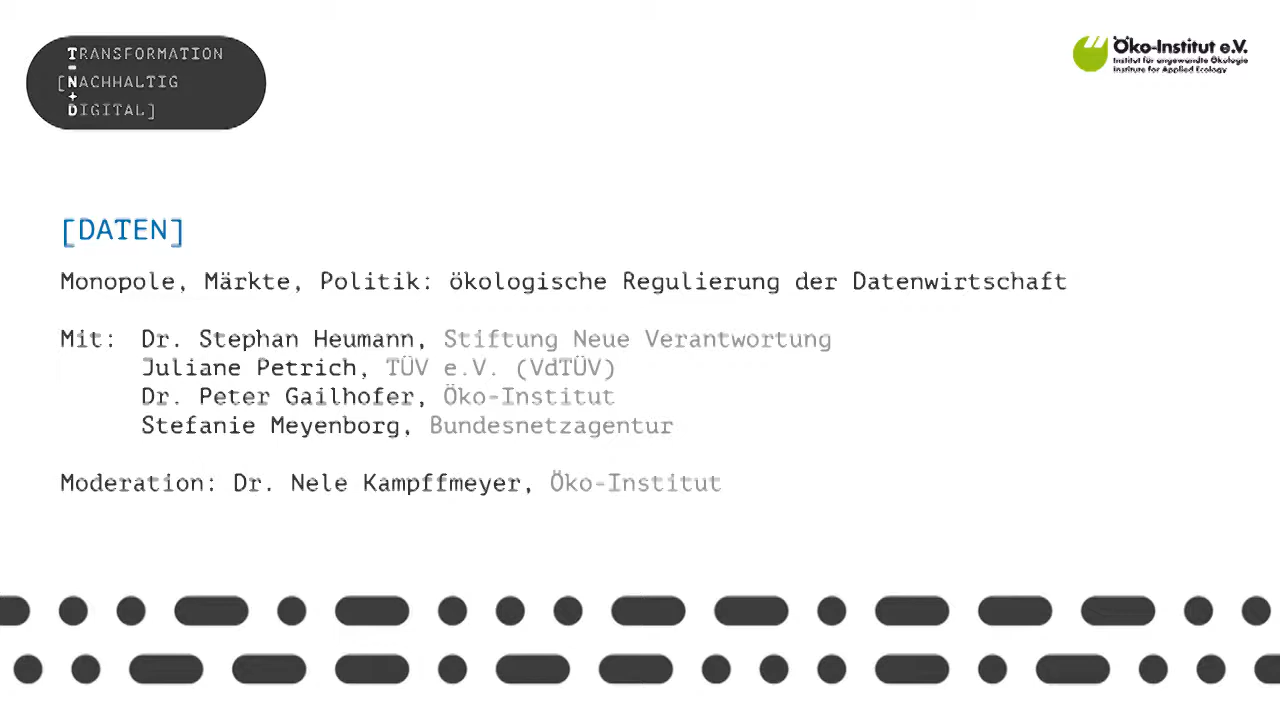 TRANSFORMATION
[NACHHALTIG
+
DIGITAL]
Öko-Institut e.V.
Institut für angewandte Ökologie
Institute for Applied Ecology
[DATEN]
Monopole, Märkte, Politik: ökologische Regulierung der Datenwirtschaft
Mit: Dr. Stephan Heumann, Stiftung Neue Verantwortung
Juliane Petrich, TÜV e.V. (VdTÜV)
Dr. Peter Gailhofer, Öko-Institut
Stefanie Meyenborg, Bundesnetzagentur
Moderation: Dr. Nele Kampffmeyer, Öko-Institut